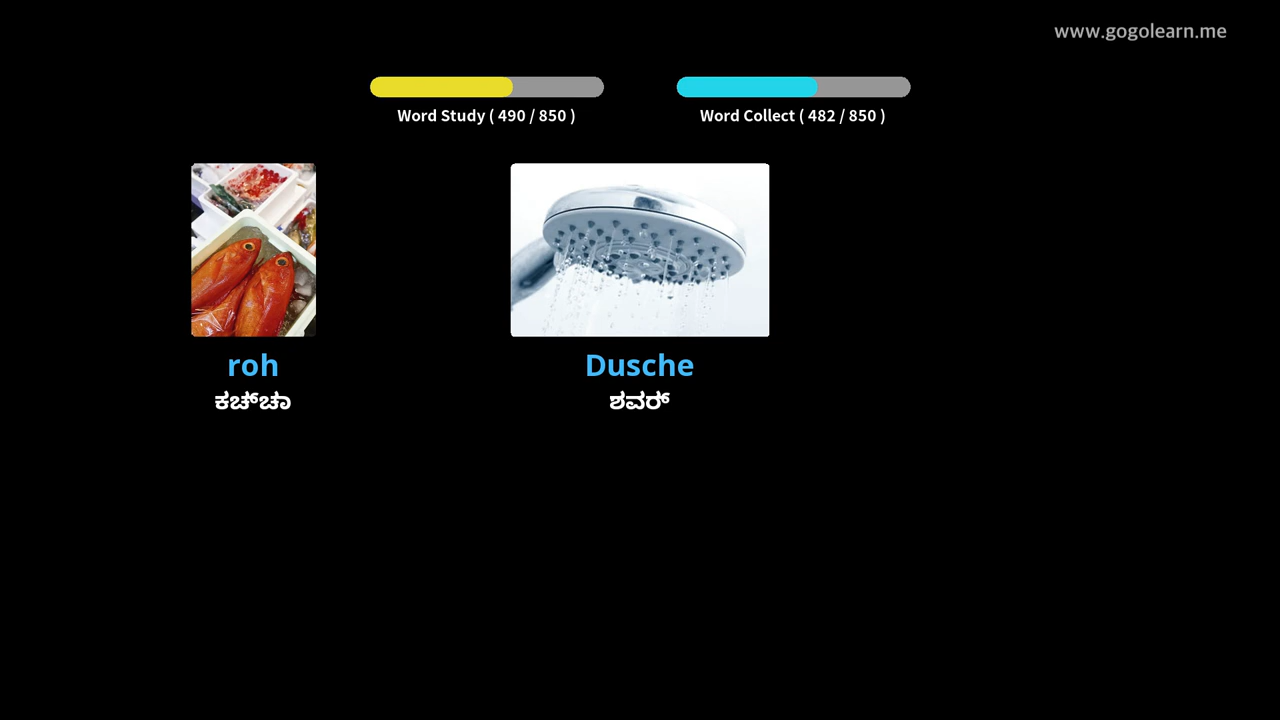 www.gogolearn.me
Word Study ( 490 / 850 )
Word Collect ( 482 / 850 )
roh
ಕಚ್ಚಾ
Dusche
ಶವರ್